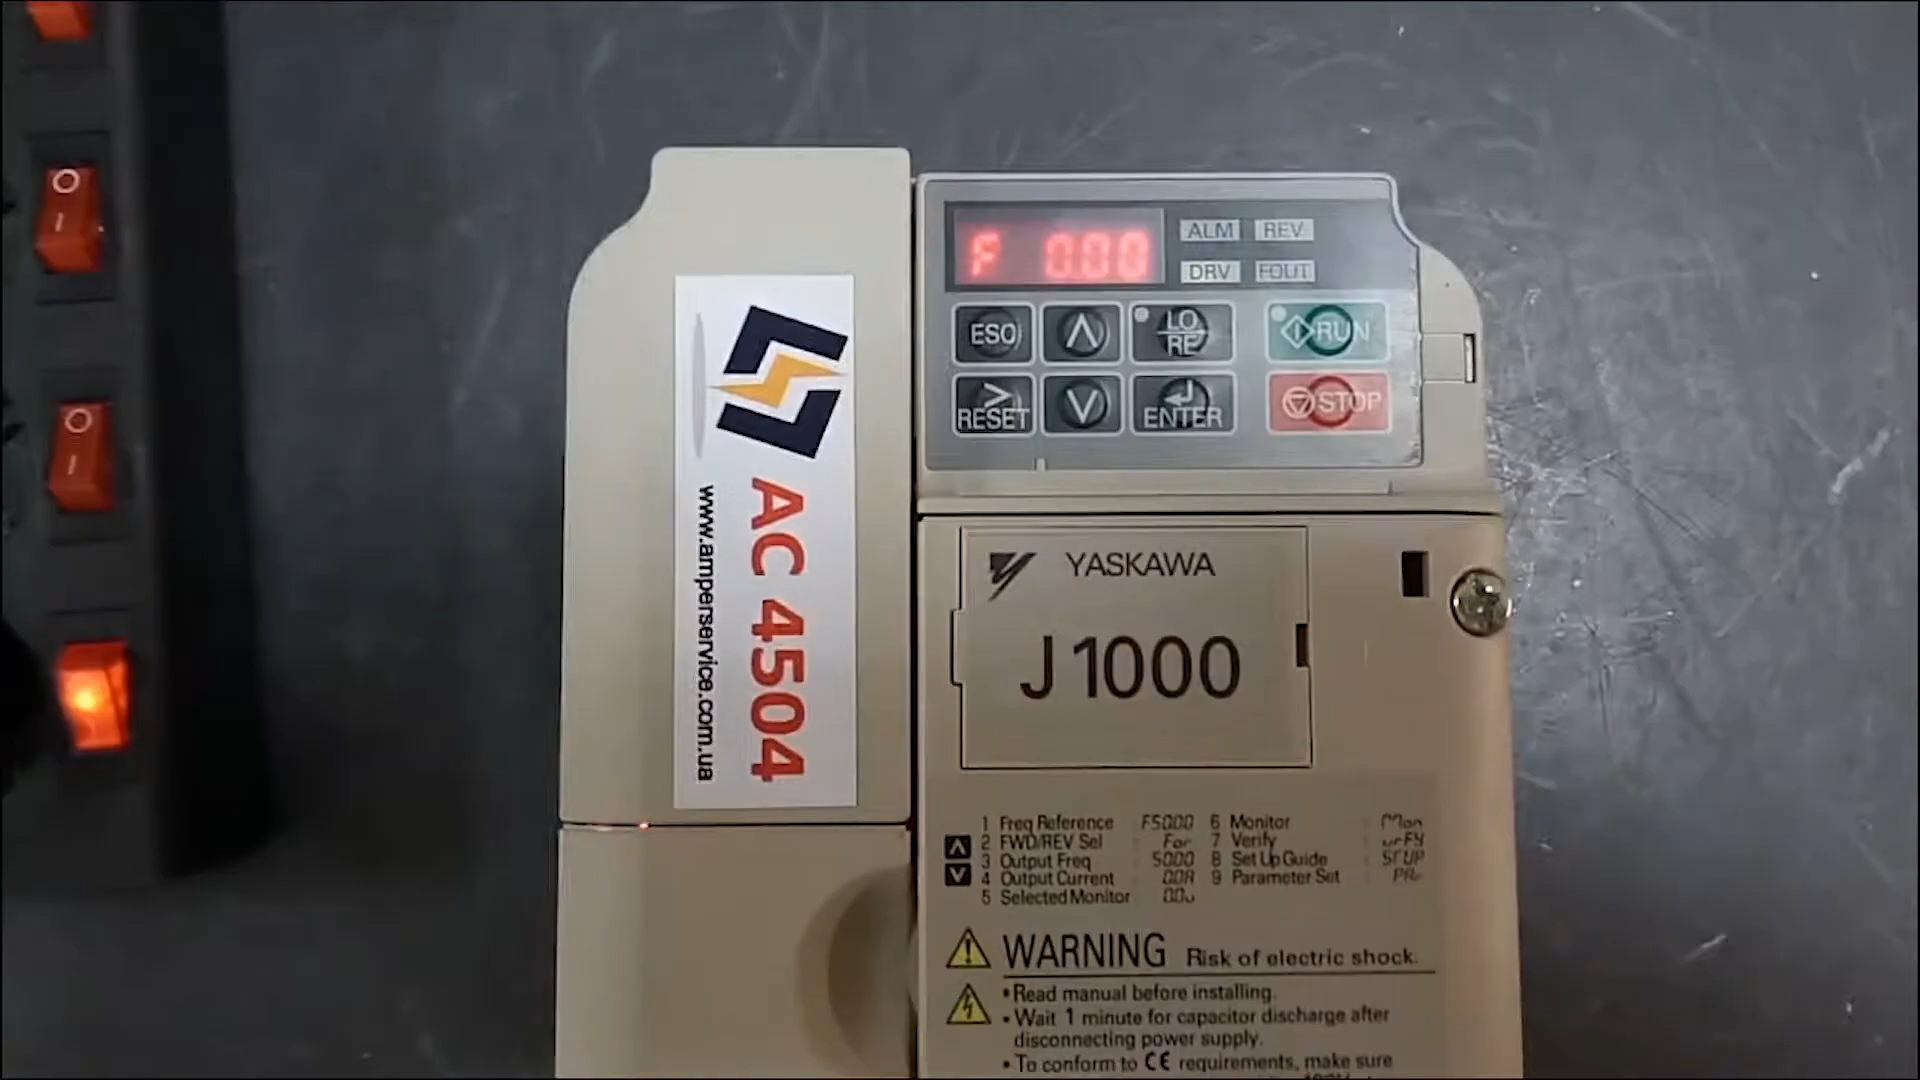 F 000
ALM REV
DRV FOUT
ESC
LO
RE
RUN
>
RESET
ENTER
STOP
AC 4504
www.amperservice.com.ua
YASKAWA
J1000
1 Freq Reference : F5000 6 Monitor
2 FWD/REV Sel : For 7 Verify
3 Output Freq : 5000 8 Set Up Guide : STUP
4 Output Current : 9 Parameter Set
5 Selected Monitor
WARNING Risk of electric shock.
• Read manual before installing.
• Wait 1 minute for capacitor discharge after
disconnecting power supply.
• To conform to CE requirements, make sure